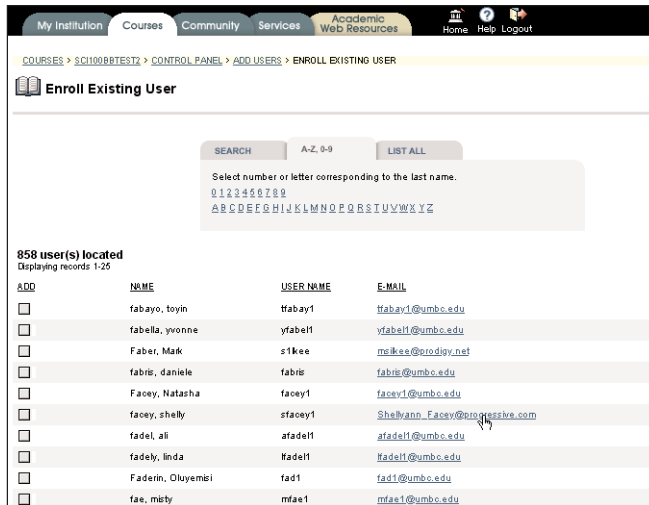 My Institution Courses Community Services Academic Web Resources Home Help Logout
COURSES > SCI100BBTEST2 > CONTROL PANEL > ADD USERS > ENROLL EXISTING USER
Enroll Existing User
SEARCH A-Z, 0-9 LIST ALL
Select number or letter corresponding to the last name.
0 1 2 3 4 5 6 7 8 9
A B C D E F G H I J K L M N O P Q R S T U V W X Y Z
858 user(s) located
Displaying records 1-25
ADD NAME USER NAME E-MAIL
fabayo, toyin tfabay1 tfabay1@umbc.edu
fabella, yvonne yfabel1 yfabel1@umbc.edu
Faber, Mark s1lkee msilkee@prodigy.net
fabris, daniele fabris fabris@umbc.edu
Facey, Natasha facey1 facey1@umbc.edu
facey, shelly sfacey1 Shellyann_Facey@progressive.com
fadel, ali afadel1 afadel1@umbc.edu
fadely, linda lfadel1 lfadel1@umbc.edu
Faderin, Oluyemisi fad1 fad1@umbc.edu
fae, misty mfae1 mfae1@umbc.edu